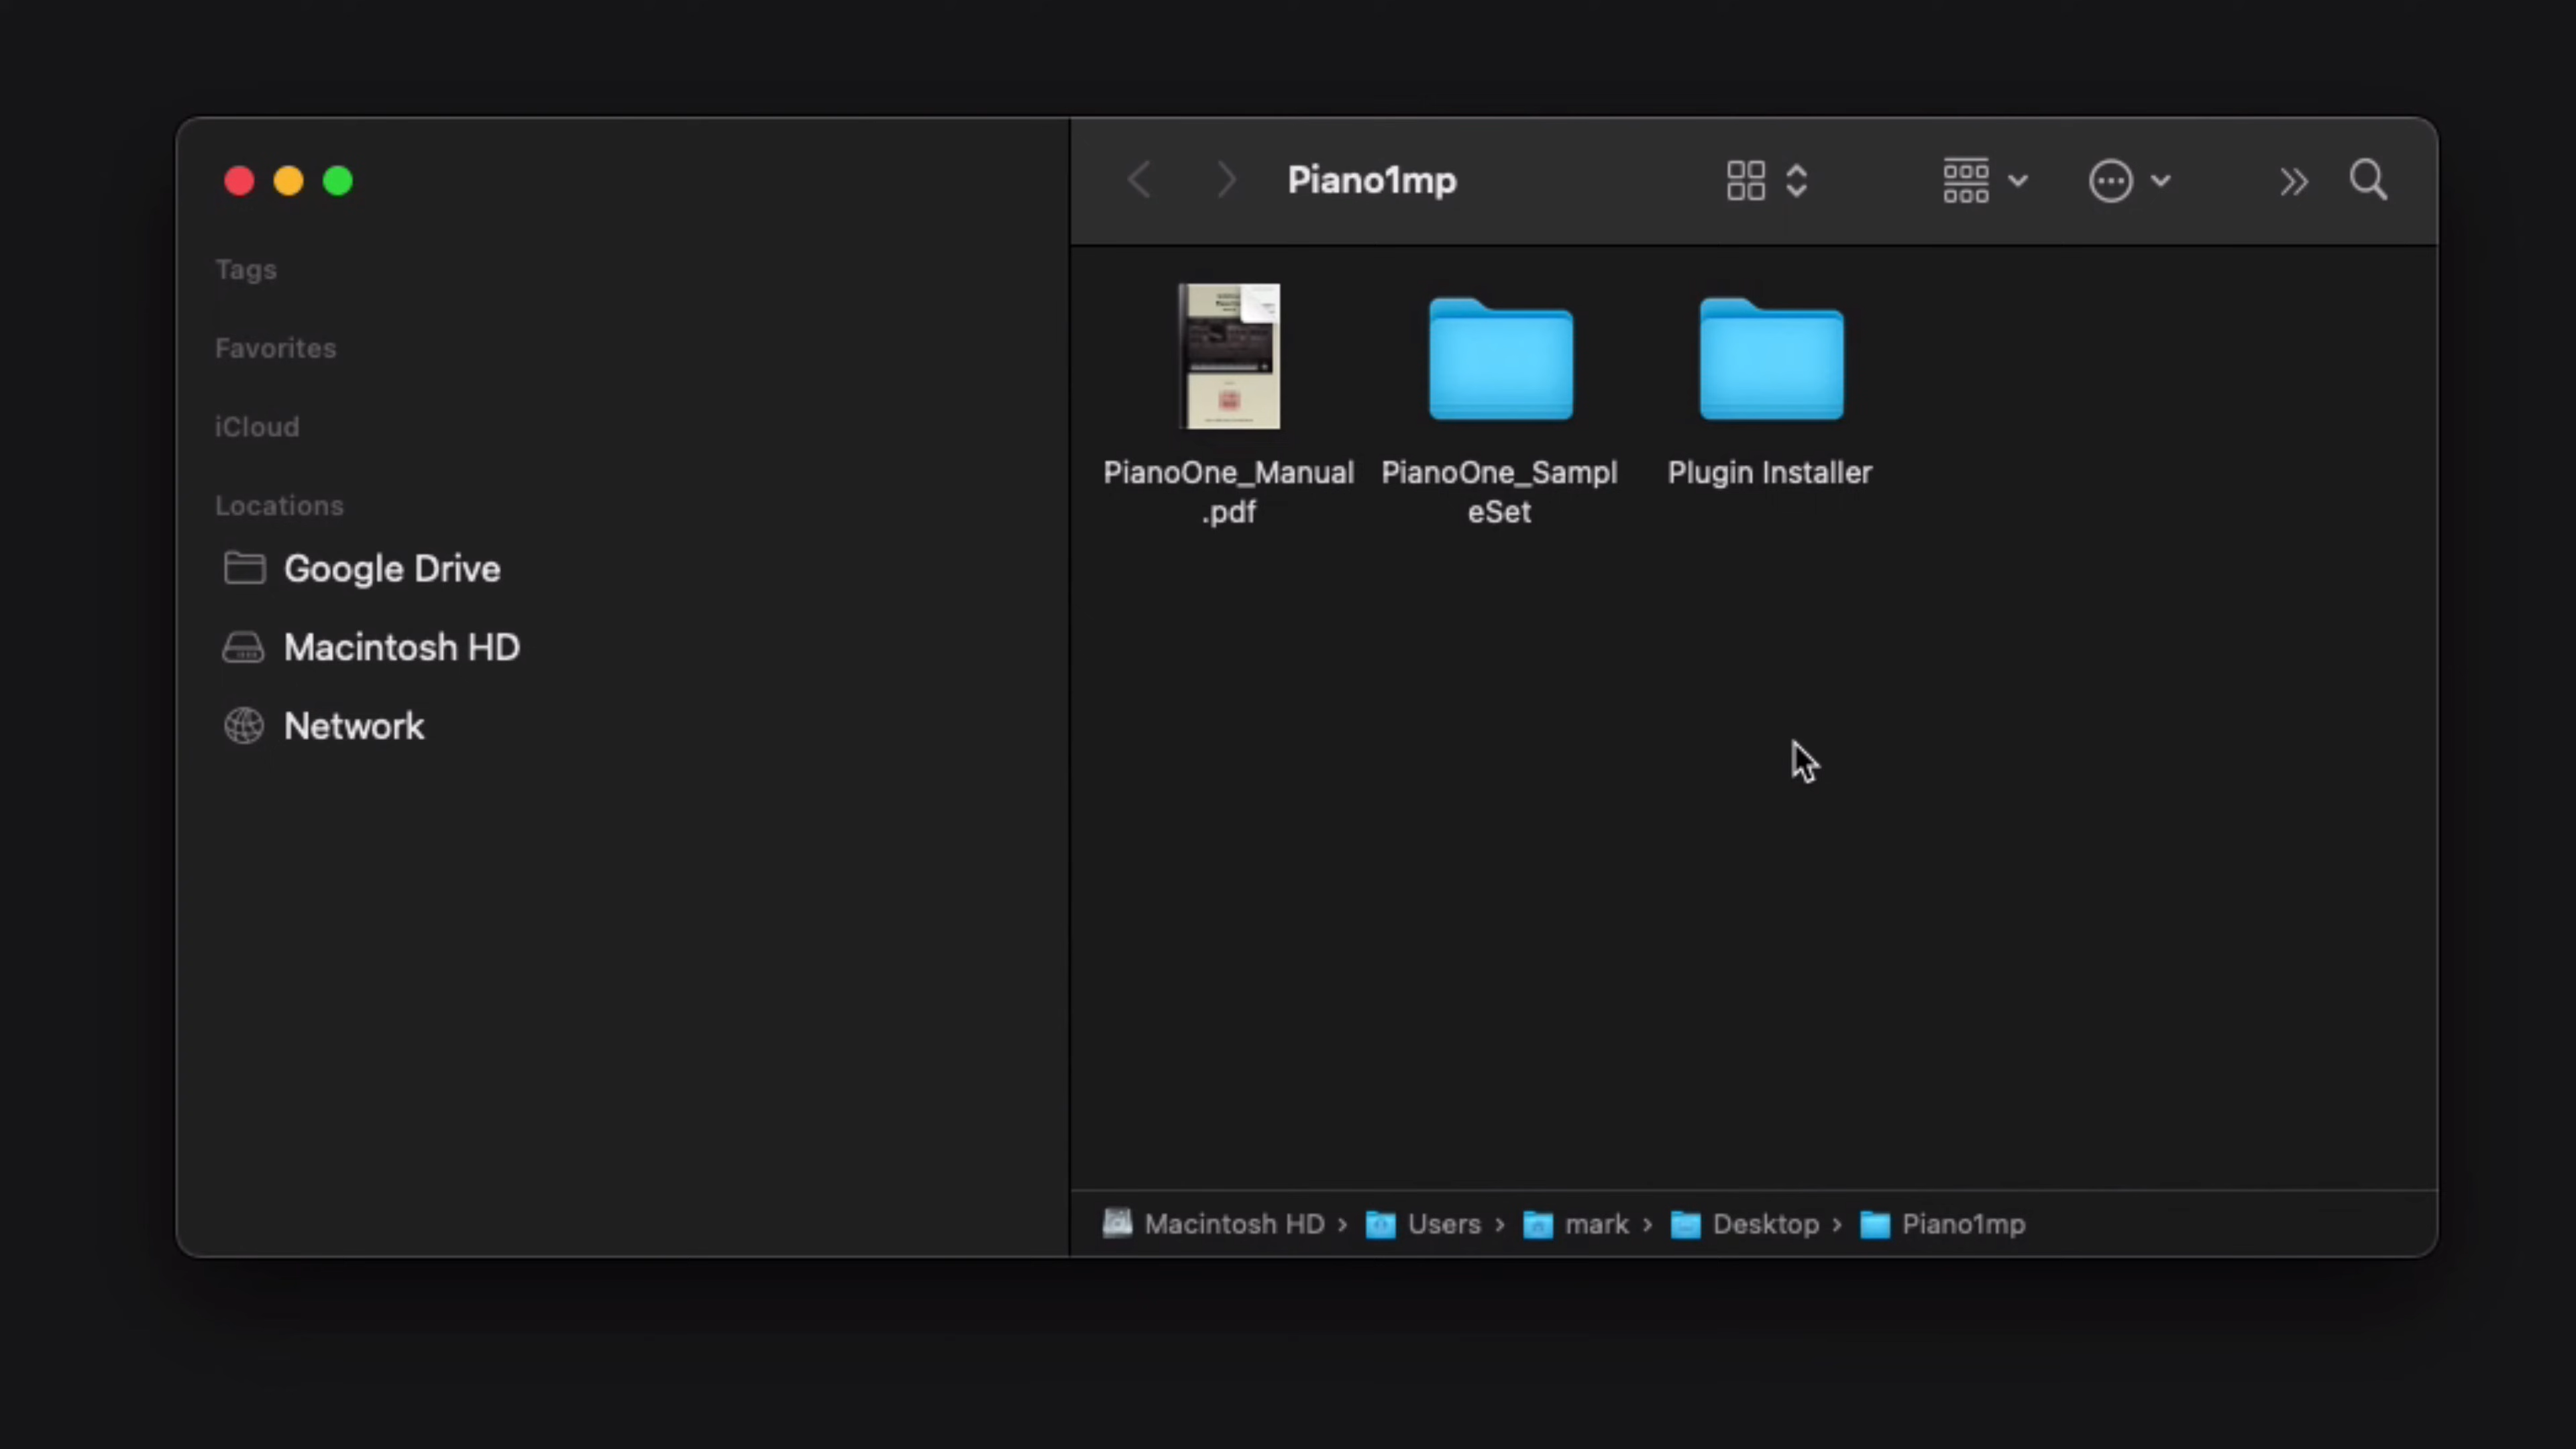 Piano1mp
Tags
Favorites
iCloud
Locations
Google Drive
Macintosh HD
Network
PianoOne_Manual
.pdf
PianoOne_Sampl
eSet
Plugin Installer
Macintosh HD › Users › mark › Desktop › Piano1mp